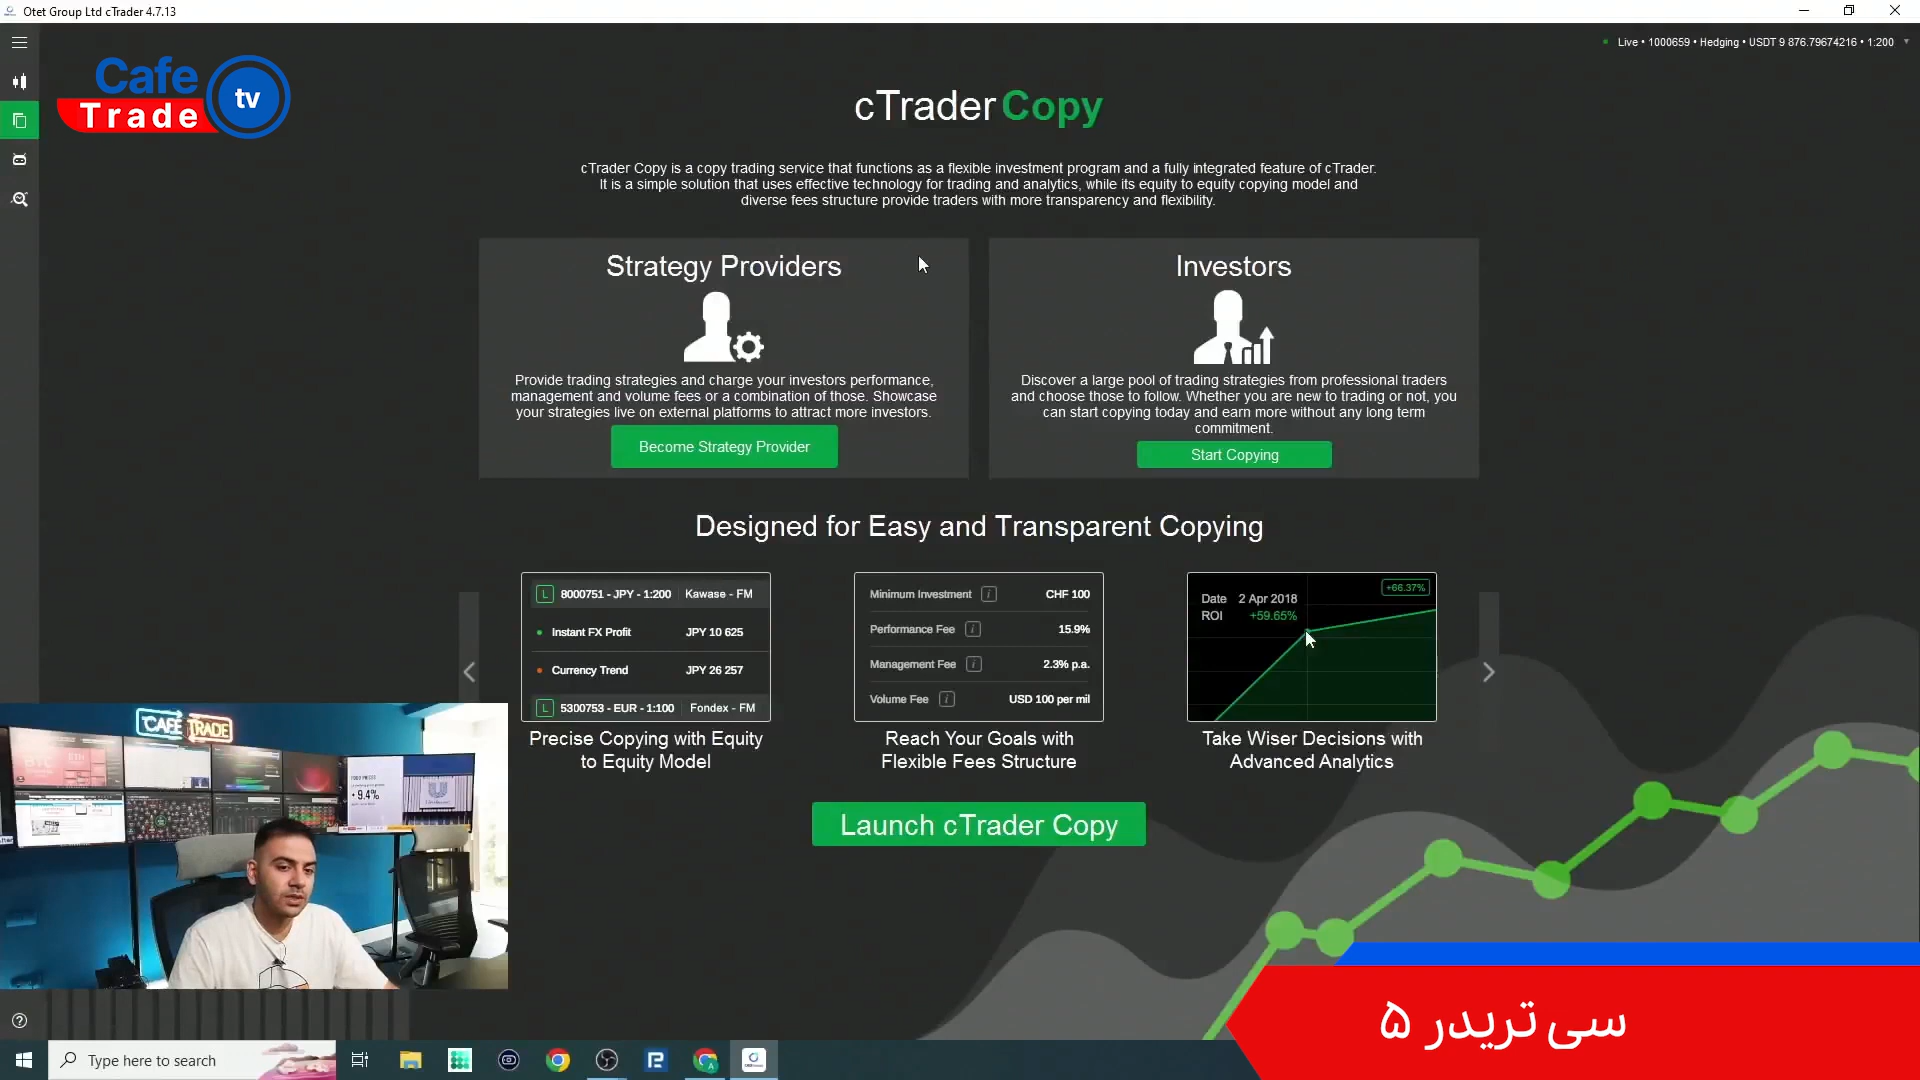 Otet Group Ltd cTrader 4.7.13
Live • 1000659 • Hedging • USDT 9 876.79674216 • 1:200
Cafe
Trade
tv
cTrader Copy
cTrader Copy is a copy trading service that functions as a flexible investment program and a fully integrated feature of cTrader.
It is a simple solution that uses effective technology for trading and analytics, while its equity to equity copying model and
diverse fees structure provide traders with more transparency and flexibility.
Strategy Providers
Provide trading strategies and charge your investors performance,
management and volume fees or a combination of those. Showcase
your strategies live on external platforms to attract more investors.
Become Strategy Provider
Investors
Discover a large pool of trading strategies from professional traders
and choose those to follow. Whether you are new to trading or not, you
can start copying today and earn more without any long term
commitment.
Start Copying
Designed for Easy and Transparent Copying
L 8000751 - JPY - 1:200 Kawase - FM
Instant FX Profit JPY 10 625
Currency Trend JPY 26 257
L 5300753 - EUR - 1:100 Fondex - FM
Precise Copying with Equity
to Equity Model
Minimum Investment i CHF 100
Performance Fee i 15.9%
Management Fee i 2.3% p.a.
Volume Fee i USD 100 per mil
Reach Your Goals with
Flexible Fees Structure
+66.37%
Date 2 Apr 2018
ROI +59.65%
Take Wiser Decisions with
Advanced Analytics
Launch cTrader Copy
CAFE TRADE
+ 9.4%
سی تریدر ۵
Type here to search